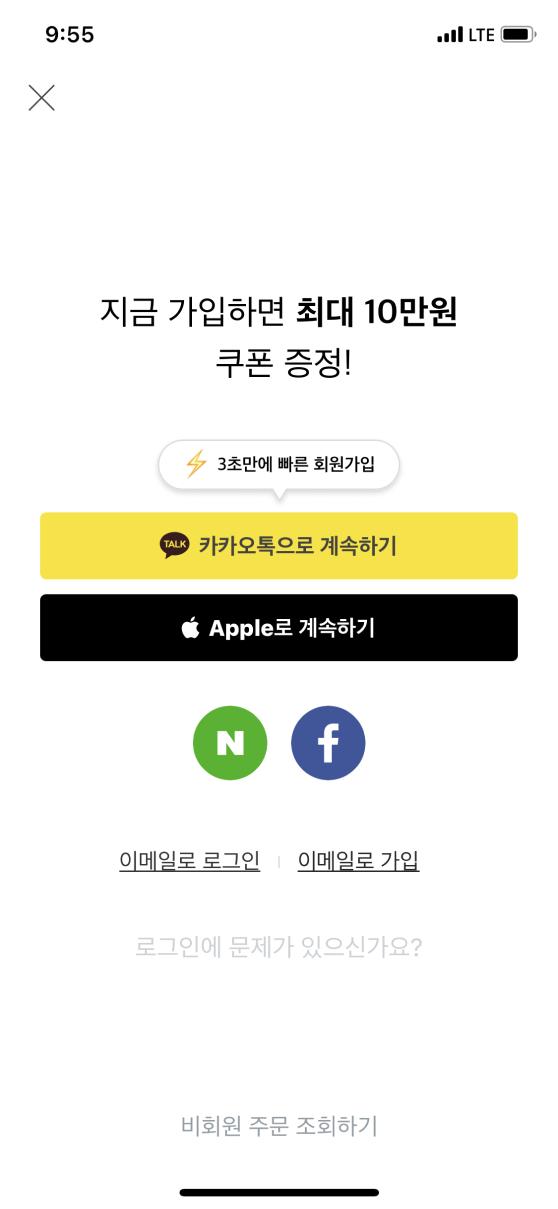 9:55
LTE
지금 가입하면 최대 10만원
쿠폰 증정!
3초만에 빠른 회원가입
TALK 카카오톡으로 계속하기
Apple로 계속하기
N f
이메일로 로그인 | 이메일로 가입
로그인에 문제가 있으신가요?
비회원 주문 조회하기